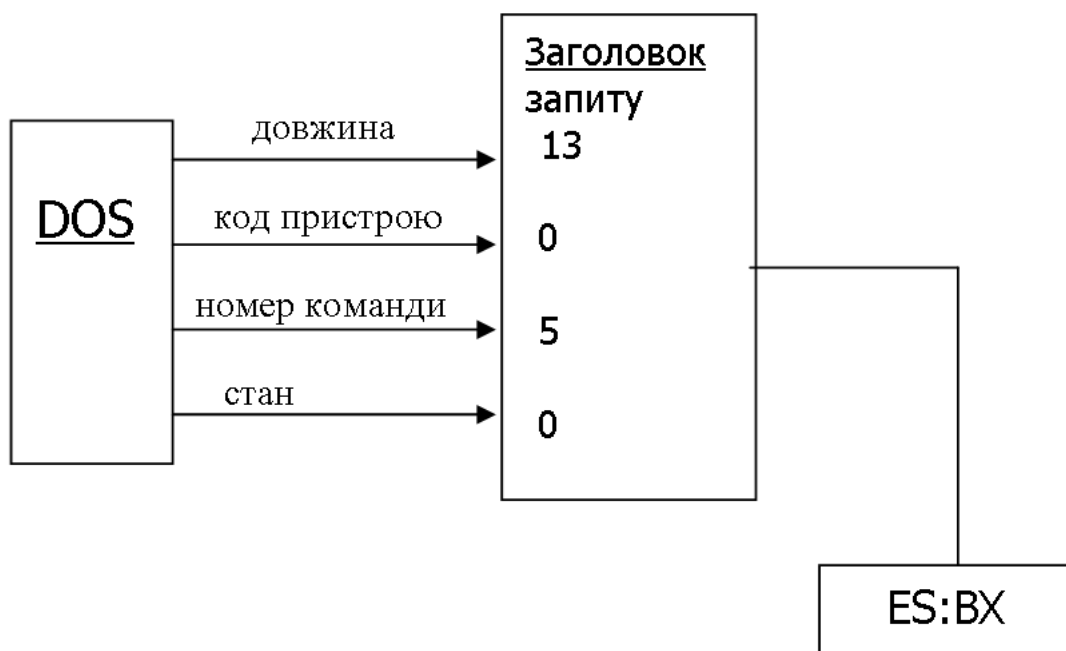 Заголовок
запиту
DOS
довжина
13
код пристрою
0
номер команди
5
стан
0
ES:BX